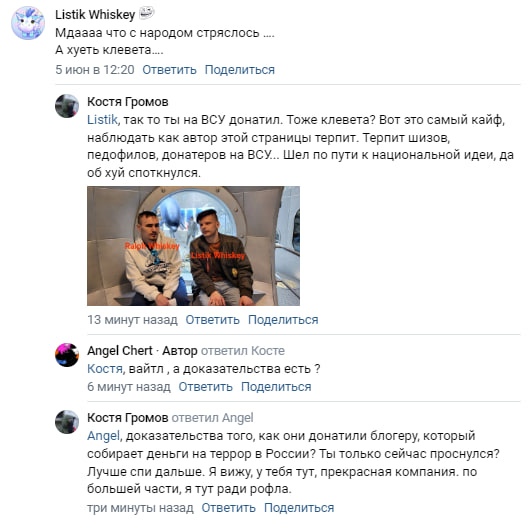 Listik Whiskey
Мдаааа что с народом стряслось ....
А хуеть клевета....
5 июн в 12:20 Ответить Поделиться
Костя Громов
Listik, так то ты на ВСУ донатил. Тоже клевета? Вот это самый кайф,
наблюдать как автор этой страницы терпит. Терпит шизов,
педофилов, донатеров на ВСУ... Шел по пути к национальной идеи, да
об хуй споткнулся.
Ralph Whiskey
Listik Whiskey
13 минут назад Ответить Поделиться
Angel Chert · Автор ответил Косте
Костя, вайтл , а доказательства есть ?
6 минут назад Ответить Поделиться
Костя Громов ответил Angel
Angel, доказательства того, как они донатили блогеру, который
собирает деньги на террор в России? Ты только сейчас проснулся?
Лучше спи дальше. Я вижу, у тебя тут, прекрасная компания. по
большей части, я тут ради рофла.
три минуты назад Ответить Поделиться